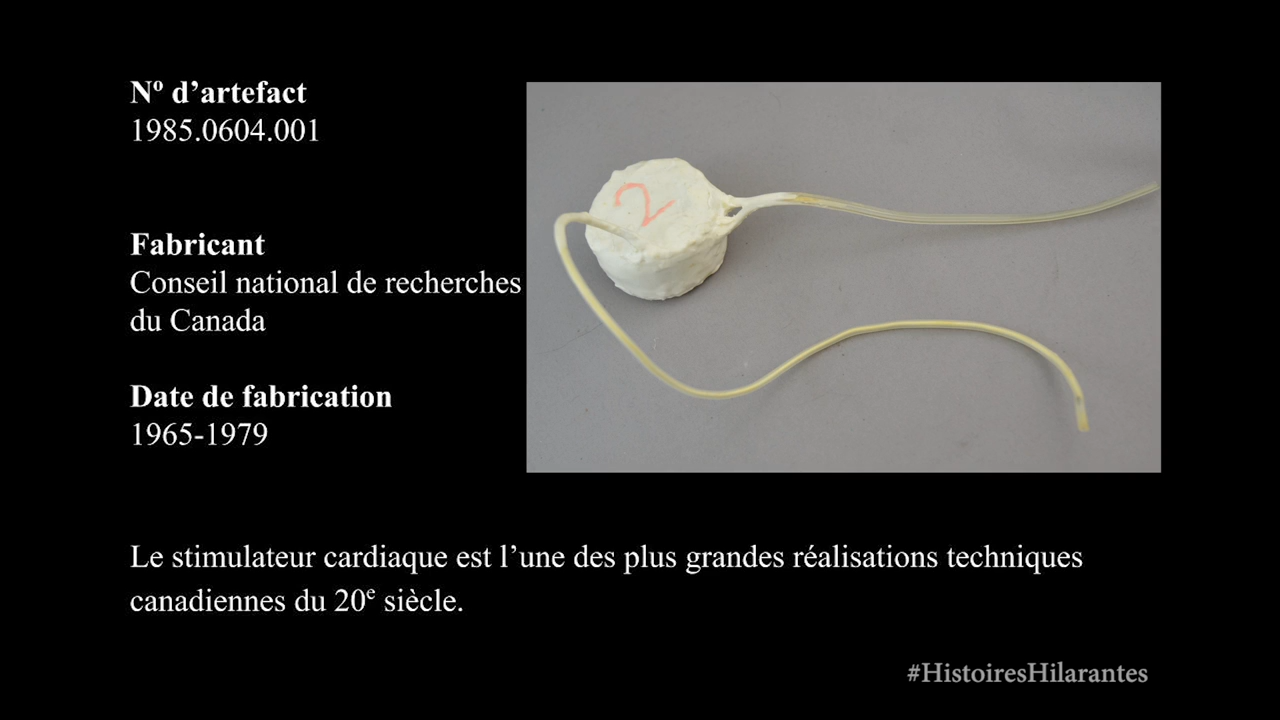 Nº d’artefact
1985.0604.001
Fabricant
Conseil national de recherches
du Canada
Date de fabrication
1965-1979
2
Le stimulateur cardiaque est l’une des plus grandes réalisations techniques
canadiennes du 20e siècle.
#HistoiresHilarantes